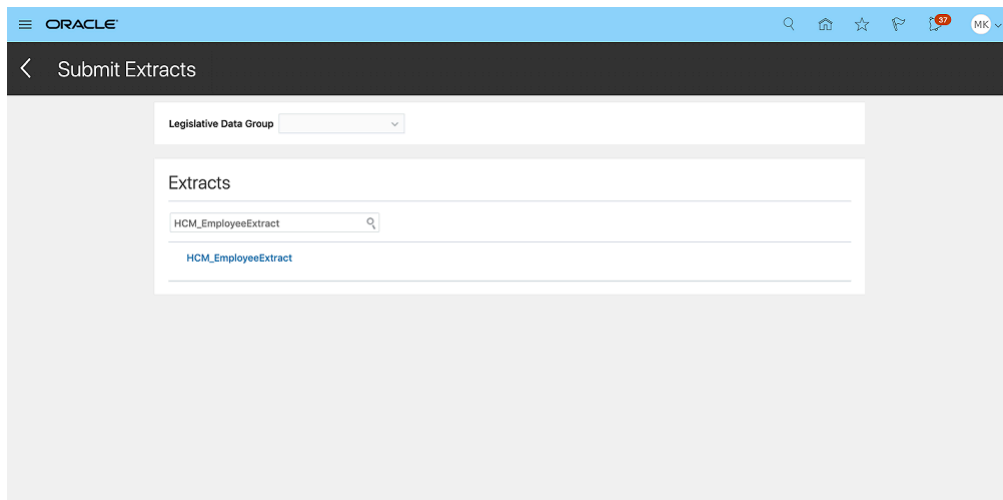 ORACLE
37
MK
Submit Extracts
Legislative Data Group
Extracts
HCM_EmployeeExtract
HCM_EmployeeExtract